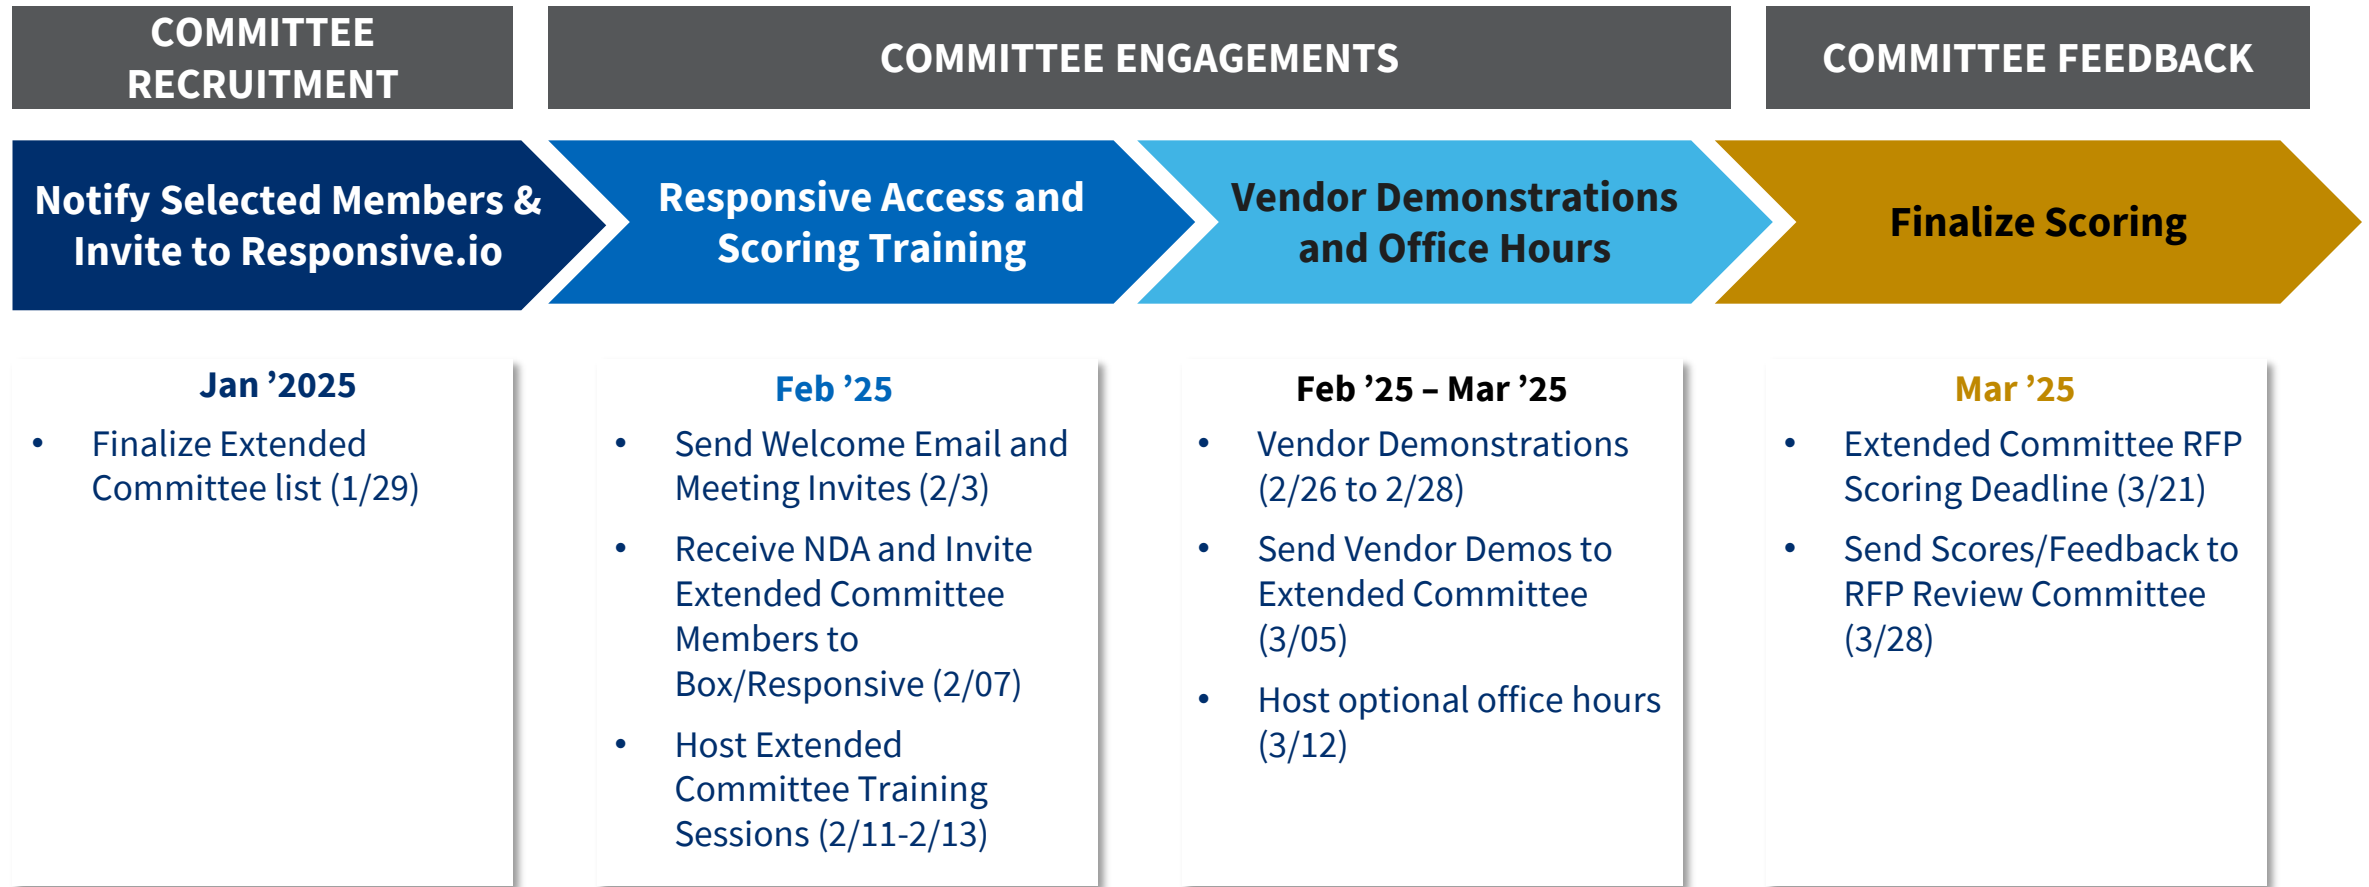 COMMITTEE
RECRUITMENT
COMMITTEE ENGAGEMENTS
COMMITTEE FEEDBACK
Notify Selected Members &
Invite to Responsive.io
Responsive Access and
Scoring Training
Vendor Demonstrations
and Office Hours
Finalize Scoring
Jan ’2025
• Finalize Extended
Committee list (1/29)
Feb ’25
• Send Welcome Email and
Meeting Invites (2/3)
• Receive NDA and Invite
Extended Committee
Members to
Box/Responsive (2/07)
• Host Extended
Committee Training
Sessions (2/11-2/13)
Feb ’25 – Mar ’25
• Vendor Demonstrations
(2/26 to 2/28)
• Send Vendor Demos to
Extended Committee
(3/05)
• Host optional office hours
(3/12)
Mar ’25
• Extended Committee RFP
Scoring Deadline (3/21)
• Send Scores/Feedback to
RFP Review Committee
(3/28)